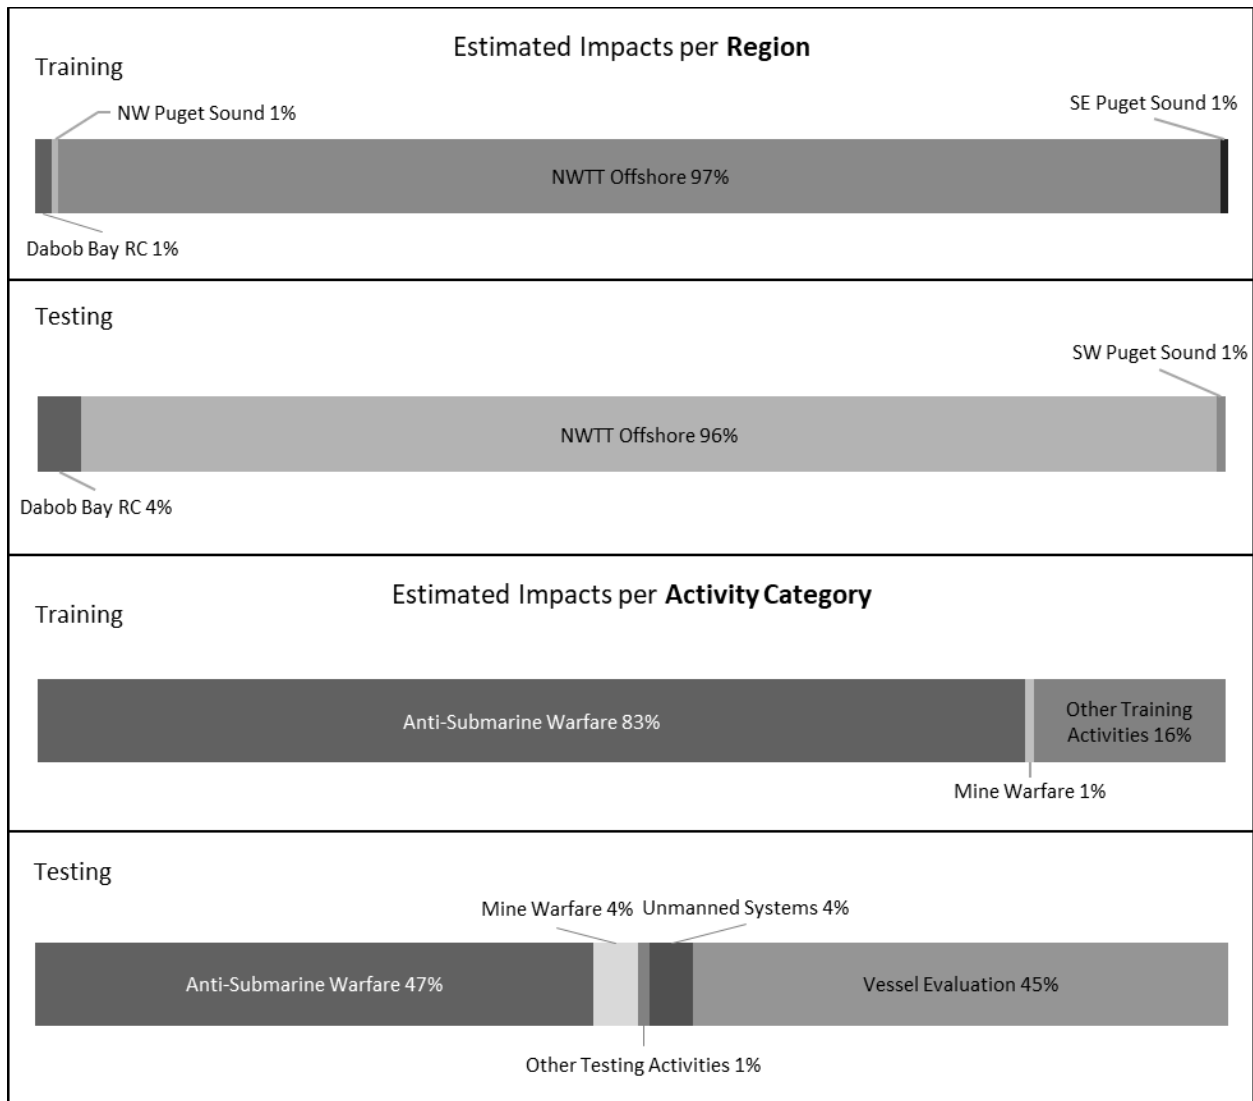 Estimated Impacts per Region
Training
NW Puget Sound 1%
SE Puget Sound 1%
NWTT Offshore 97%
Dabob Bay RC 1%
Testing
SW Puget Sound 1%
NWTT Offshore 96%
Dabob Bay RC 4%
Estimated Impacts per Activity Category
Training
Anti-Submarine Warfare 83%
Other Training
Activities 16%
Mine Warfare 1%
Testing
Mine Warfare 4%
Unmanned Systems 4%
Anti-Submarine Warfare 47%
Vessel Evaluation 45%
Other Testing Activities 1%